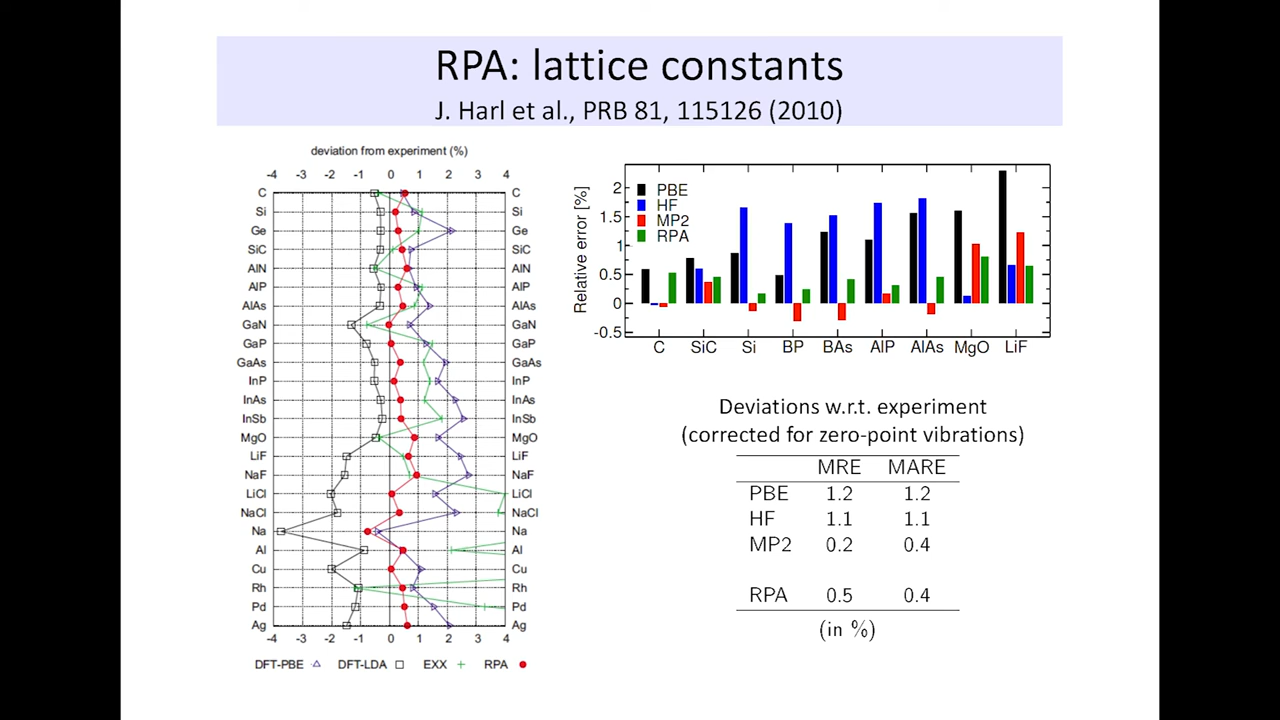 RPA: lattice constants
J. Harl et al., PRB 81, 115126 (2010)
deviation from experiment (%)
-4 -3 -2 -1 0 1 2 3 4
C C
Si Si
Ge Ge
SiC SiC
AlN AlN
AlP AlP
AlAs AlAs
GaN GaN
GaP GaP
GaAs GaAs
InP InP
InAs InAs
InSb InSb
MgO MgO
LiF LiF
NaF NaF
LiCl LiCl
NaCl NaCl
Na Na
Al Al
Cu Cu
Rh Rh
Pd Pd
Ag Ag
-4 -3 -2 -1 0 1 2 3 4
DFT-PBE DFT-LDA EXX RPA
Relative error [%]
2
1.5
1
0.5
0
-0.5
PBE
HF
MP2
RPA
C SiC Si BP BAs AlP AlAs MgO LiF
Deviations w.r.t. experiment
(corrected for zero-point vibrations)
MRE MARE
PBE 1.2 1.2
HF 1.1 1.1
MP2 0.2 0.4
RPA 0.5 0.4
(in %)